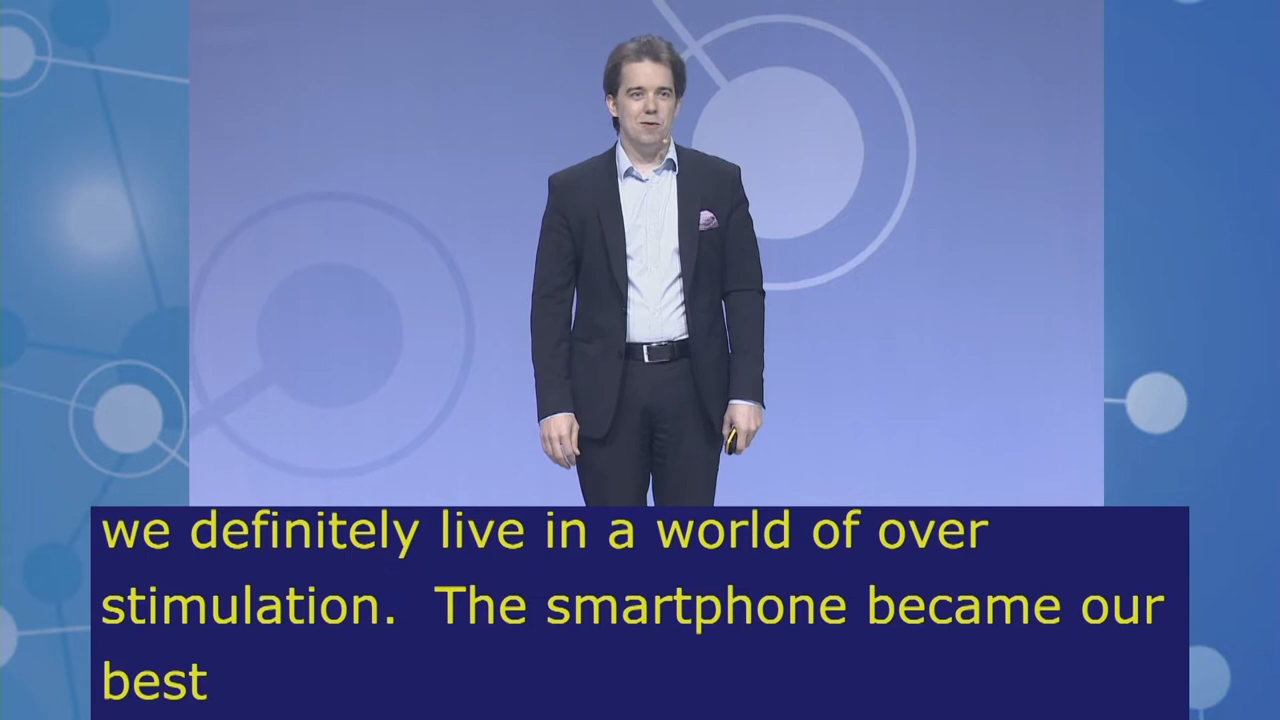 we definitely live in a world of over
stimulation.  The smartphone became our
best